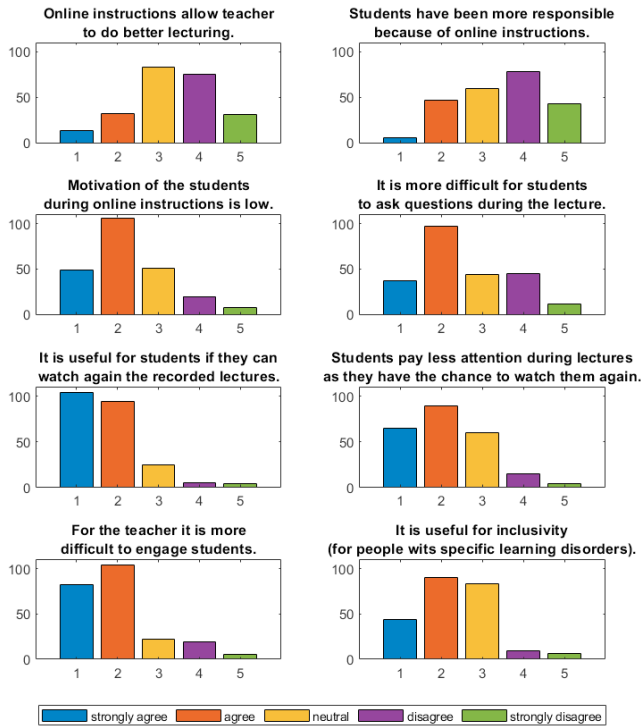 Online instructions allow teacher
to do better lecturing.
100
50
0
1 2 3 4 5
Students have been more responsible
because of online instructions.
100
50
0
1 2 3 4 5
Motivation of the students
during online instructions is low.
100
50
0
1 2 3 4 5
It is more difficult for students
to ask questions during the lecture.
100
50
0
1 2 3 4 5
It is useful for students if they can
watch again the recorded lectures.
100
50
0
1 2 3 4 5
Students pay less attention during lectures
as they have the chance to watch them again.
100
50
0
1 2 3 4 5
For the teacher it is more
difficult to engage students.
100
50
0
1 2 3 4 5
It is useful for inclusivity
(for people wits specific learning disorders).
100
50
0
1 2 3 4 5
strongly agree agree neutral disagree strongly disagree